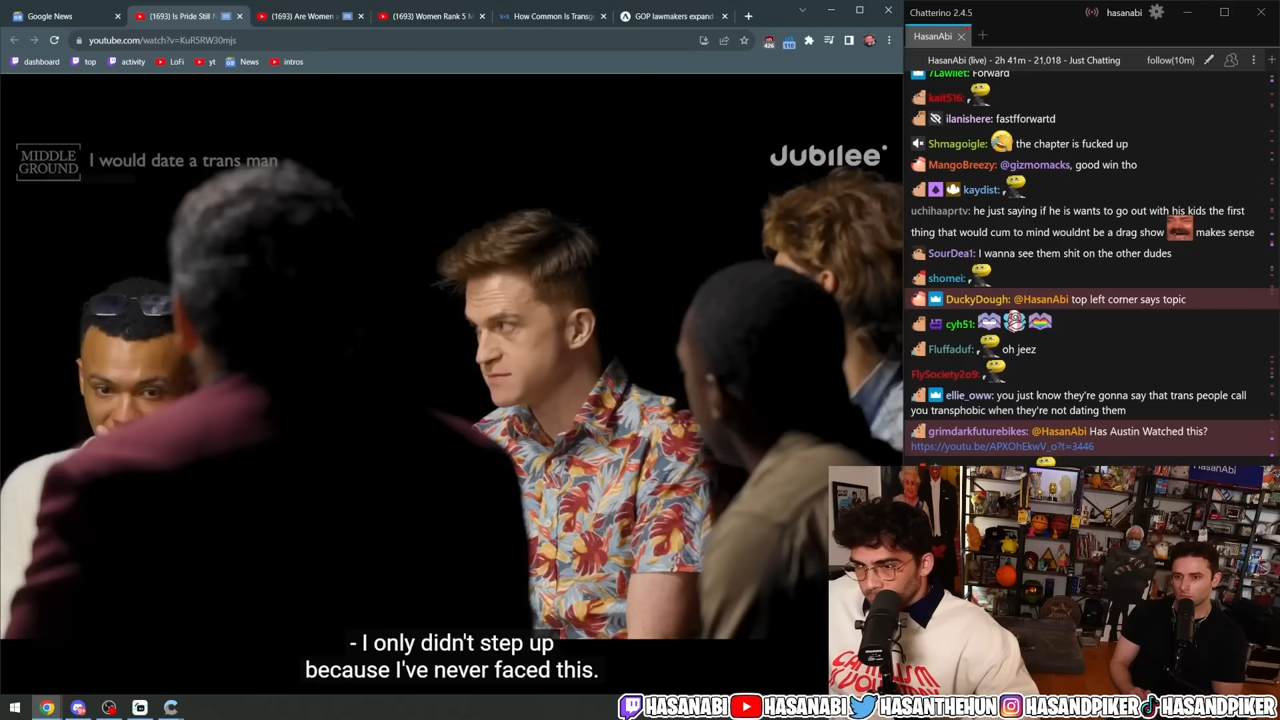 Google News
(1693) Is Pride Still N
(1693) Are Women a
(1693) Women Rank 5 M
How Common Is Transg
GOP lawmakers expand
youtube.com/watch?v=KuR5RW30mjs
426
110
dashboard
top
activity
LoFi
yt
News
intros
MIDDLE
GROUND
I would date a trans man
Jubilee
- I only didn't step up
because I've never faced this.
Chatterino 2.4.5
hasanabi
HasanAbi
HasanAbi (live) - 2h 41m - 21,018 - Just Chatting
follow(10m)
7Lawliet: Forward
kait516:
ilanishere: fastfforwartd
Shmagoigle: the chapter is fucked up
MangoBreezy: @gizmomacks, good win tho
kaydist:
uchihaaprtv: he just saying if he is wants to go out with his kids the first
thing that would cum to mind wouldnt be a drag show makes sense
SourDea1: I wanna see them shit on the other dudes
shomei:
DuckyDough: @HasanAbi top left corner says topic
cyh51:
Fluffaduf: oh jeez
FlySociety2o9:
ellie_oww: you just know they're gonna say that trans people call
you transphobic when they're not dating them
grimdarkfuturebikes: @HasanAbi Has Austin Watched this?
https://youtu.be/APXOhEkwV_o?t=3446
HasanAbi
HASANABI
HASANABI
HASANTHEHUN
HASANDPIKER
HASANDPIKER